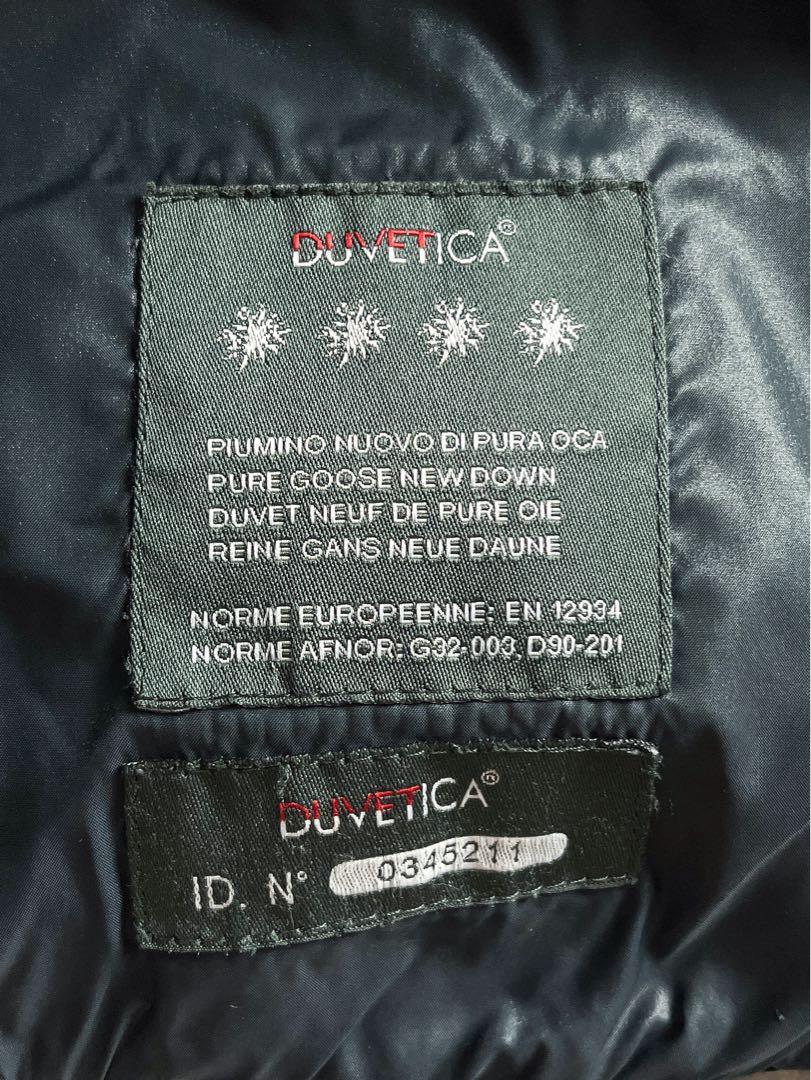 DUVETICA®
PIUMINO NUOVO DI PURA OCA
PURE GOOSE NEW DOWN
DUVET NEUF DE PURE OIE
REINE GANS NEUE DAUNE
NORME EUROPEENNE: EN 12934
NORME AFNOR: G32-003, D90-201
DUVETICA®
ID. N° 0345211